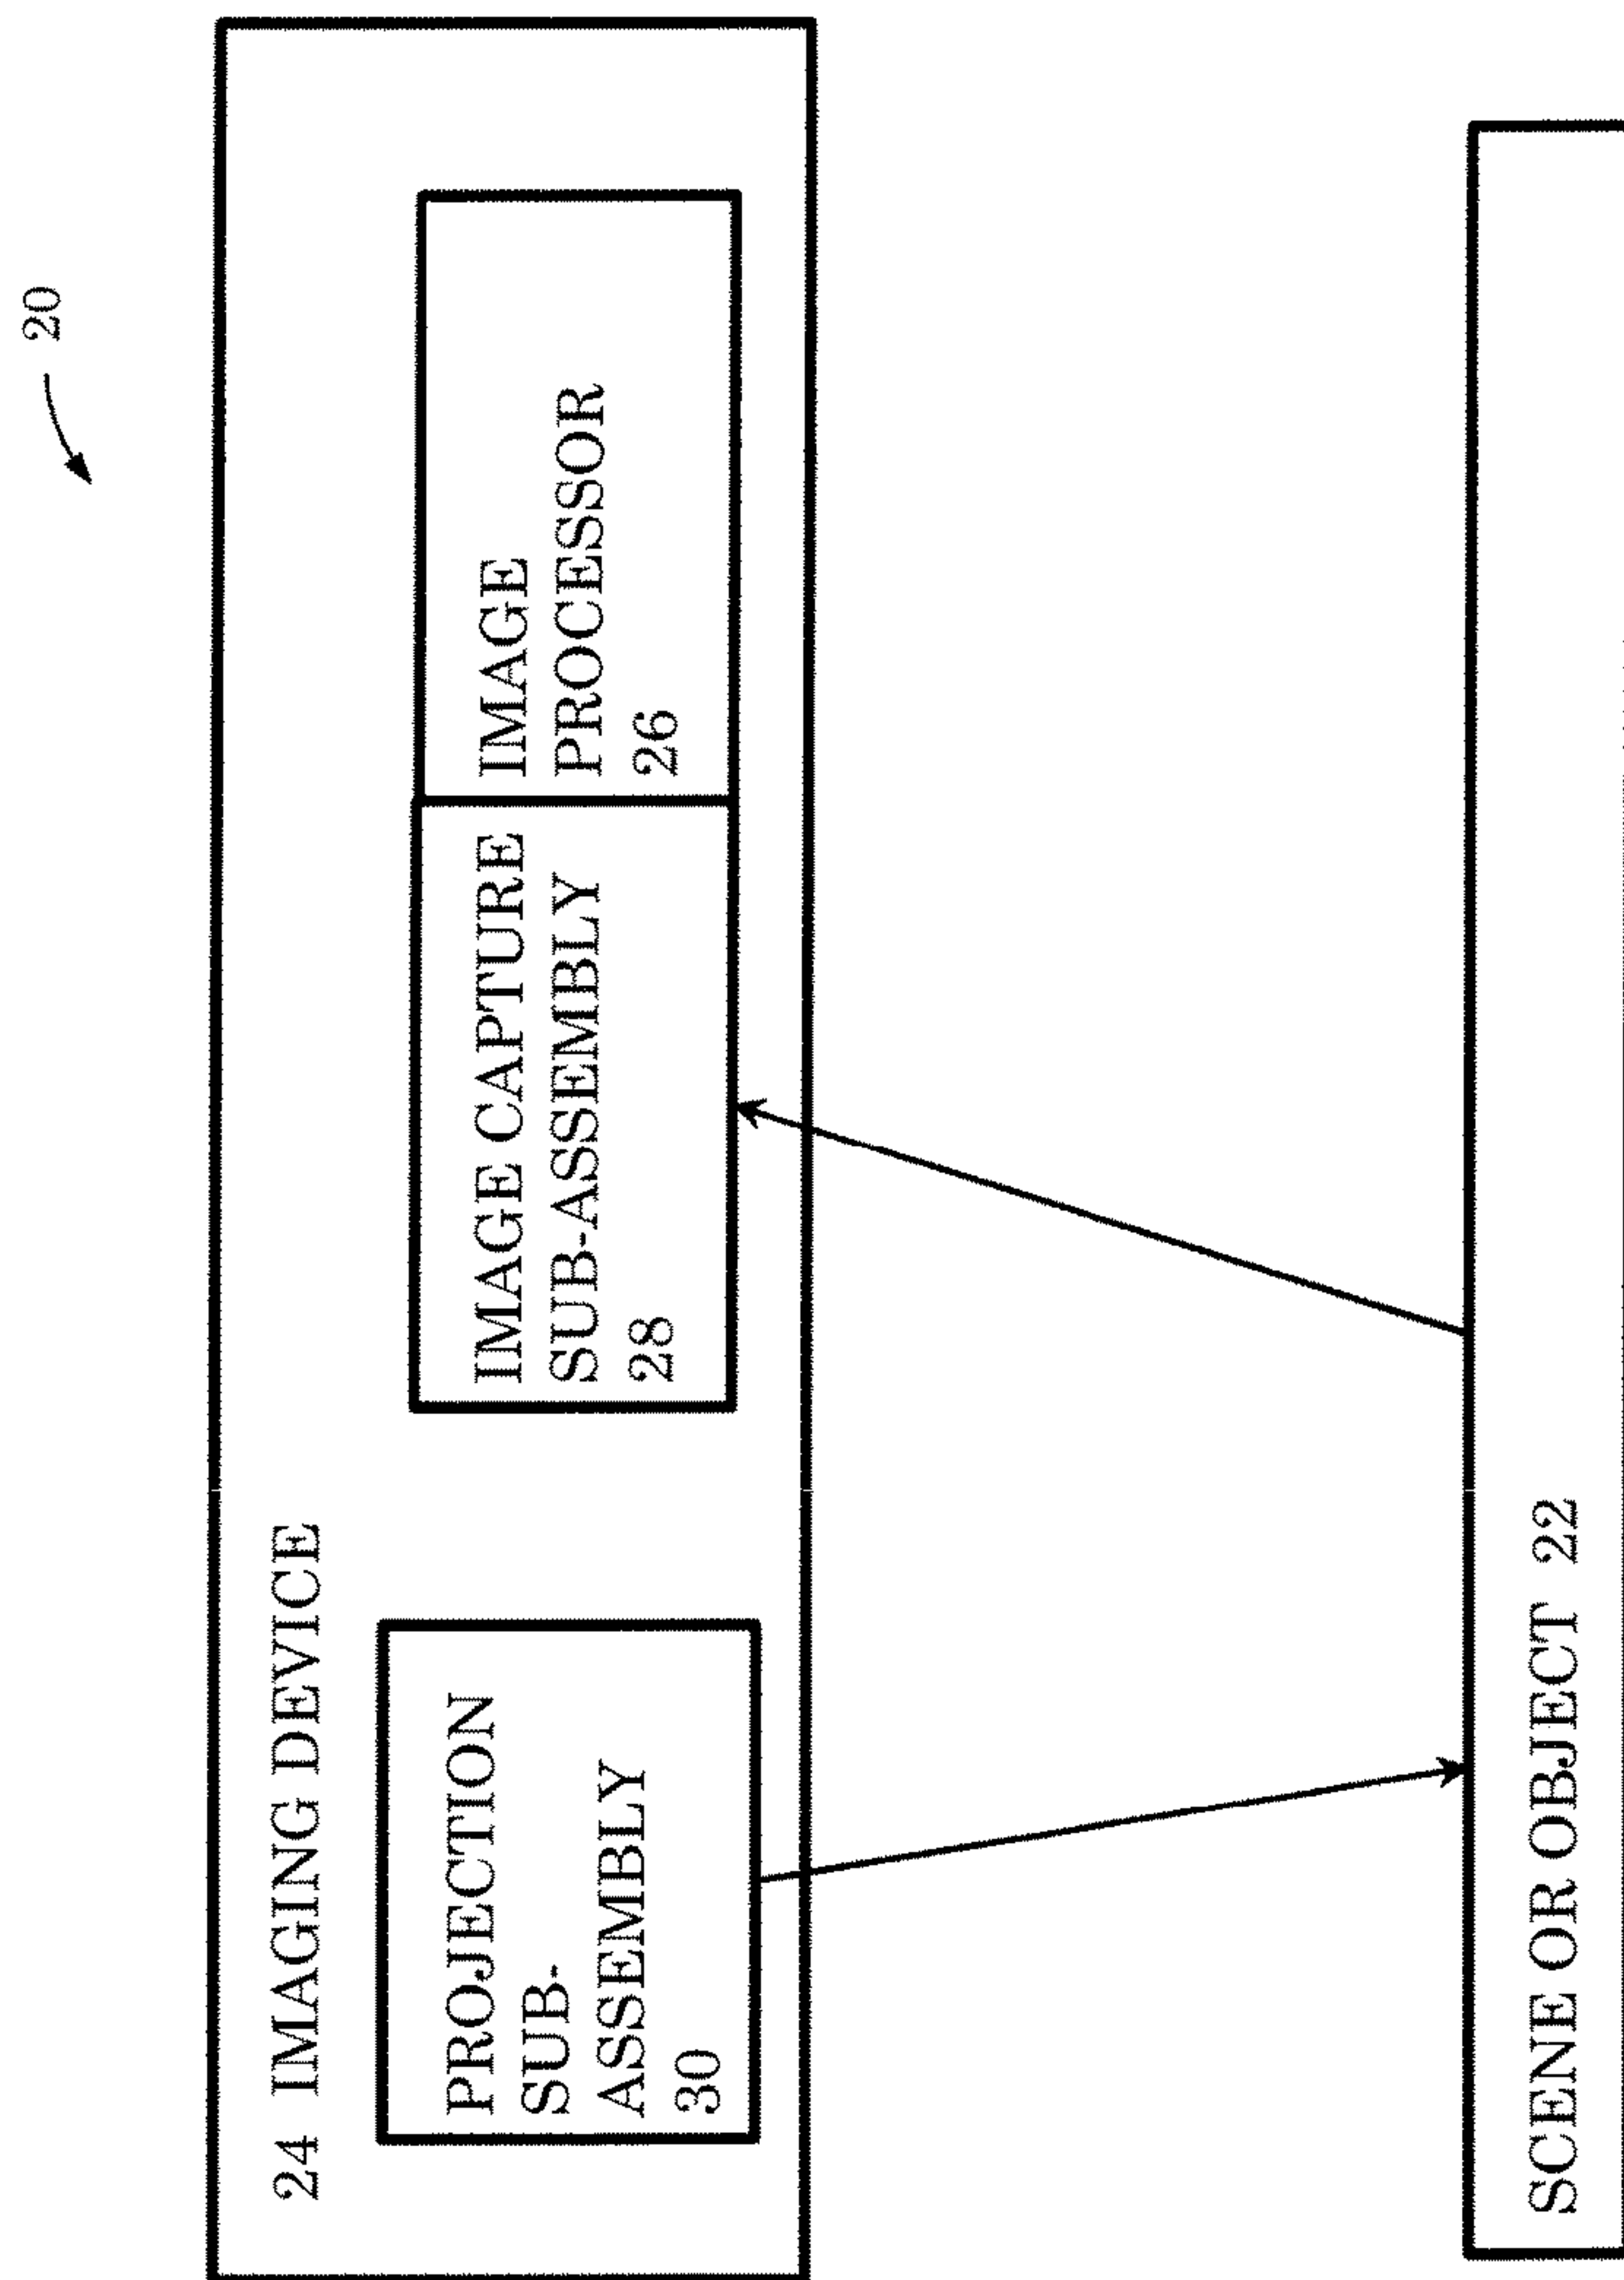 20
24 IMAGING DEVICE
PROJECTION
SUB-
ASSEMBLY
30
IMAGE CAPTURE
SUB-ASSEMBLY
28
IMAGE
PROCESSOR
26
SCENE OR OBJECT 22